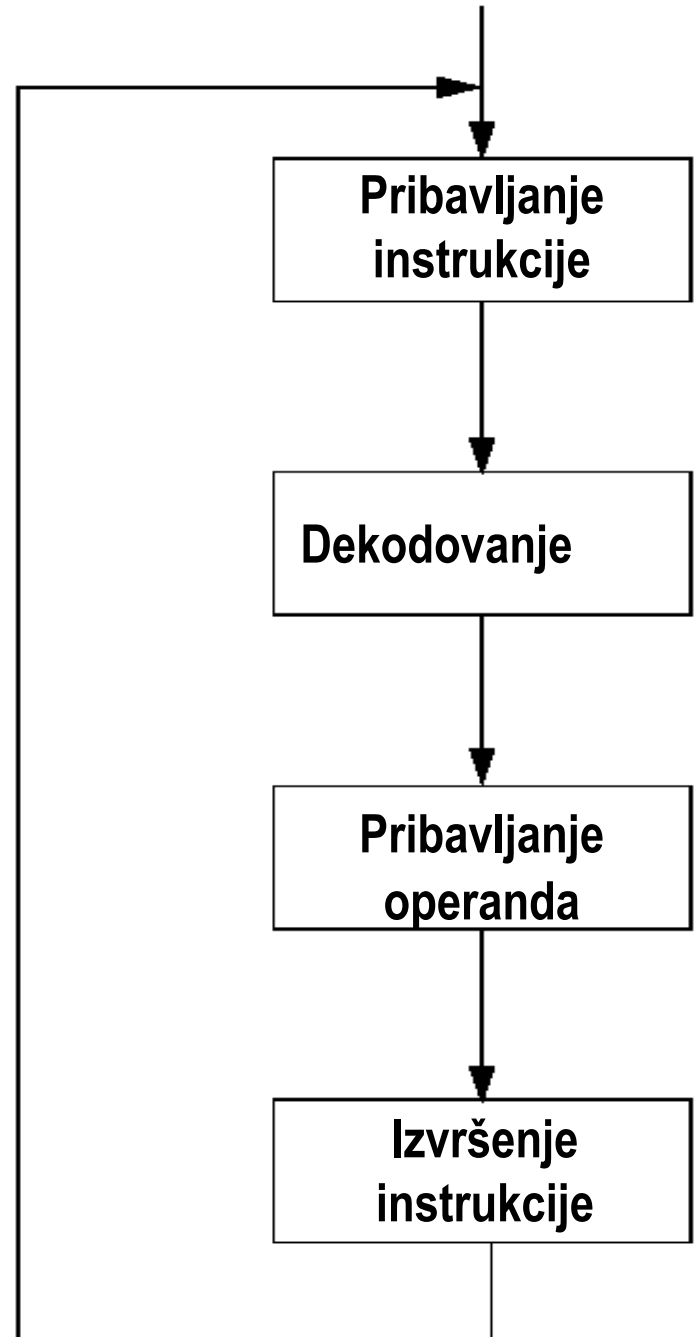 Pribavljanje
instrukcije
Dekodovanje
Pribavljanje
operanda
Izvršenje
instrukcije